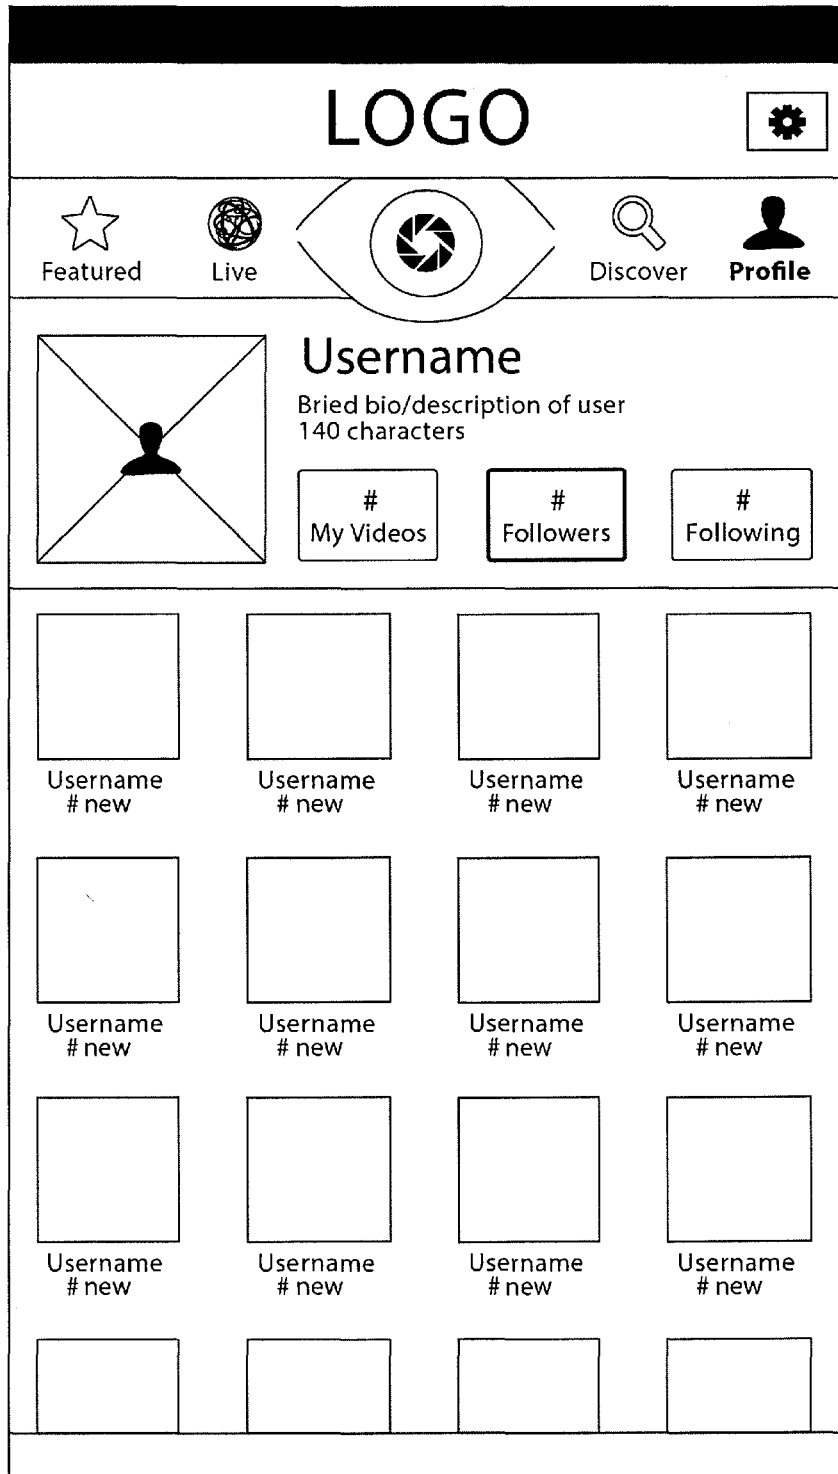 LOGO
Featured
Live
Discover
Profile
Username
Bried bio/description of user
140 characters
#
My Videos
#
Followers
#
Following
Username
# new
Username
# new
Username
# new
Username
# new
Username
# new
Username
# new
Username
# new
Username
# new
Username
# new
Username
# new
Username
# new
Username
# new